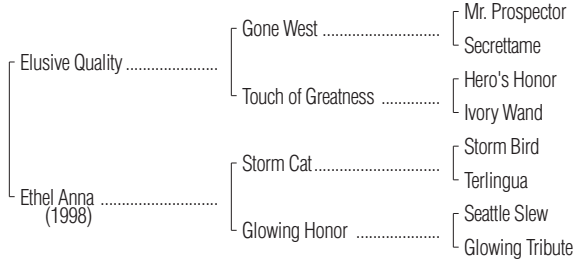 Mr. Prospector
Gone West ......................
Secrettame
Elusive Quality .......................
Hero's Honor
Touch of Greatness ...............
Ivory Wand
Storm Bird
Storm Cat.........................
Terlingua
Ethel Anna .............................
(1998)
Seattle Slew
Glowing Honor .....................
Glowing Tribute